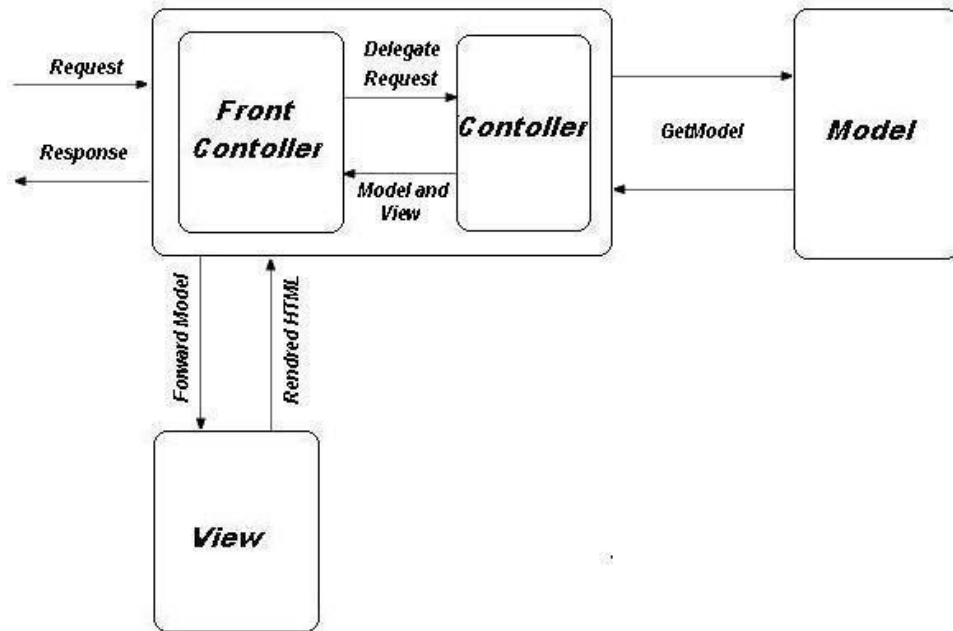 Request
Response
Front
Contoller
Delegate
Request
Contoller
Model and
View
GetModel
Model
Forward Model
Rendred HTML
View